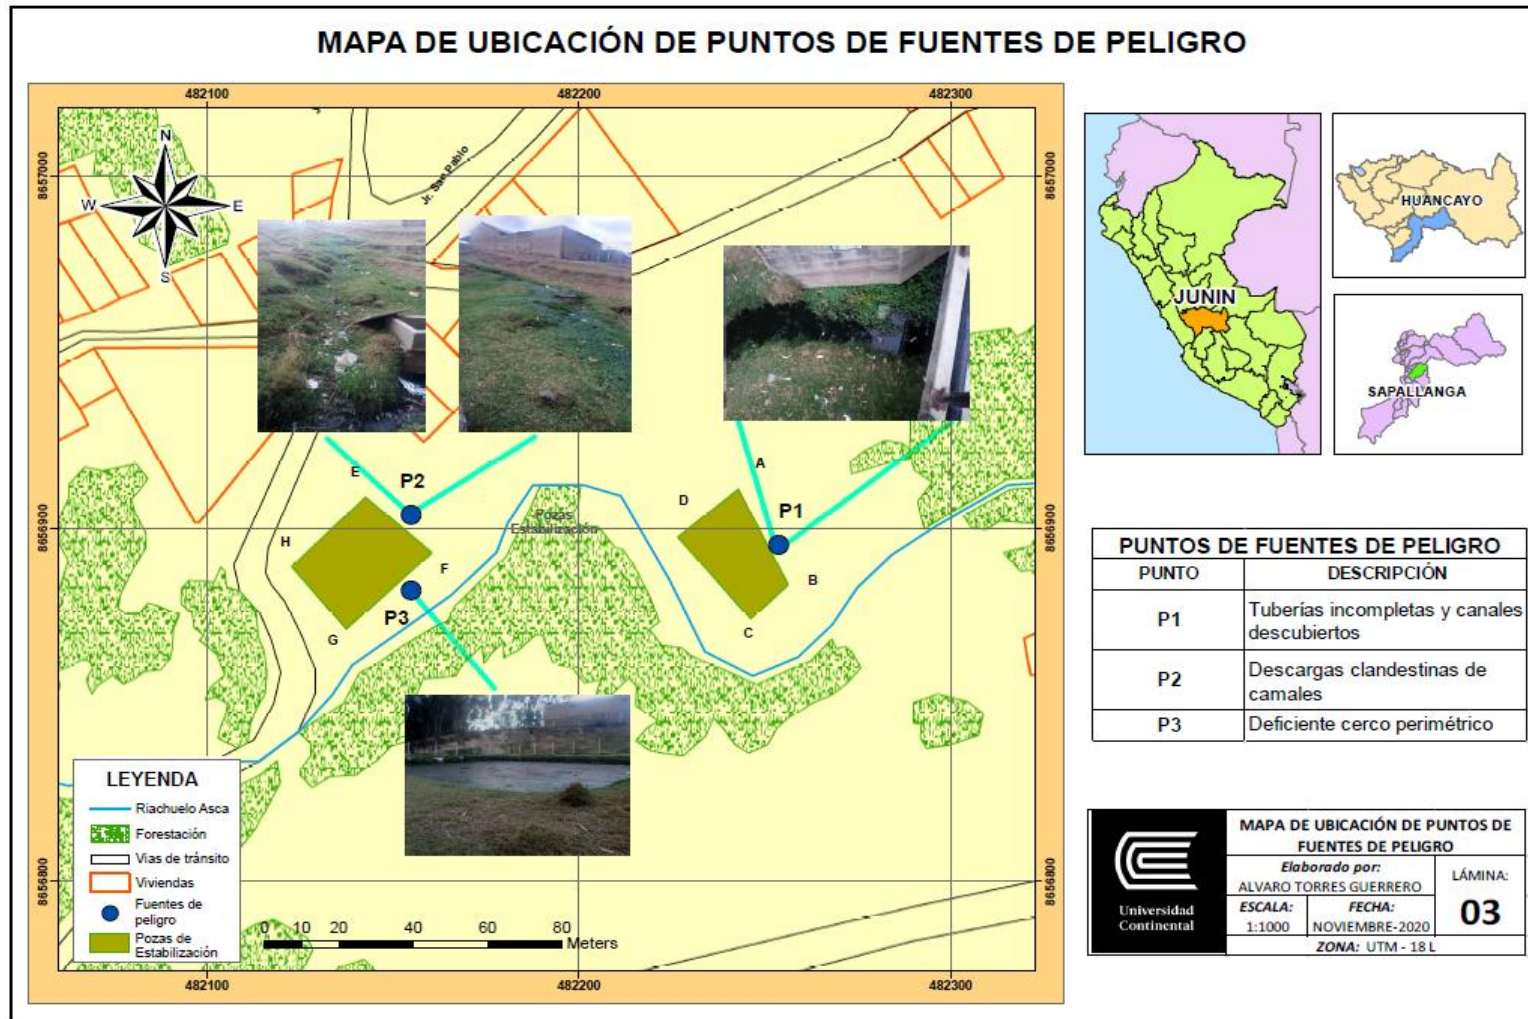 MAPA DE UBICACIÓN DE PUNTOS DE FUENTES DE PELIGRO
482100
482200
482300
8657000
8657000
N
W
E
S
Jr. San Pablo
E
P2
H
F
P3
G
Pozas
Estabilización
A
D
P1
B
C
8656900
8656900
8656800
8656800
LEYENDA
Riachuelo Asca
Forestación
Vias de tránsito
Viviendas
Fuentes de
peligro
Pozas de
Estabilización
0 10 20 40 60 80
Meters
482100
482200
482300
JUNIN
HUANCAYO
SAPALLANGA
PUNTOS DE FUENTES DE PELIGRO
PUNTO DESCRIPCIÓN
P1 Tuberías incompletas y canales
descubiertos
P2 Descargas clandestinas de
camales
P3 Deficiente cerco perimétrico
Universidad
Continental
MAPA DE UBICACIÓN DE PUNTOS DE
FUENTES DE PELIGRO
Elaborado por:
ALVARO TORRES GUERRERO
LÁMINA:
03
ESCALA:
1:1000
FECHA:
NOVIEMBRE-2020
ZONA: UTM - 18 L